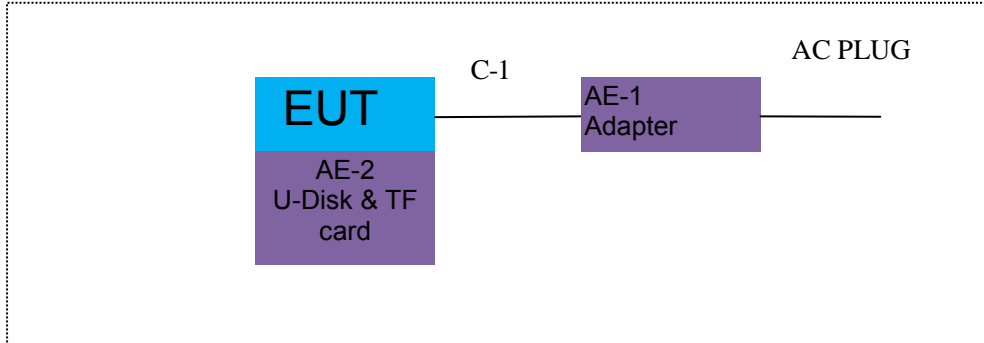 AC PLUG
C-1
EUT
AE-1
Adapter
AE-2
U-Disk & TF
card